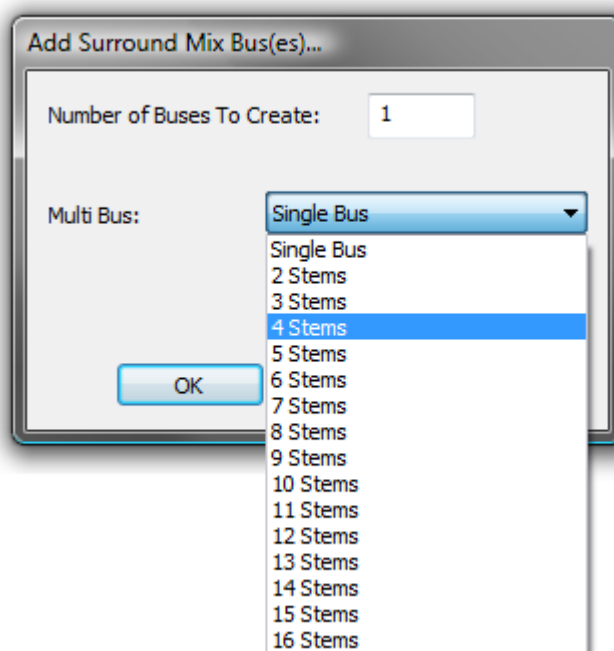 Add Surround Mix Bus(es)...
Number of Buses To Create: 1
Multi Bus: Single Bus
Single Bus
2 Stems
3 Stems
4 Stems
5 Stems
OK
6 Stems
7 Stems
8 Stems
9 Stems
10 Stems
11 Stems
12 Stems
13 Stems
14 Stems
15 Stems
16 Stems